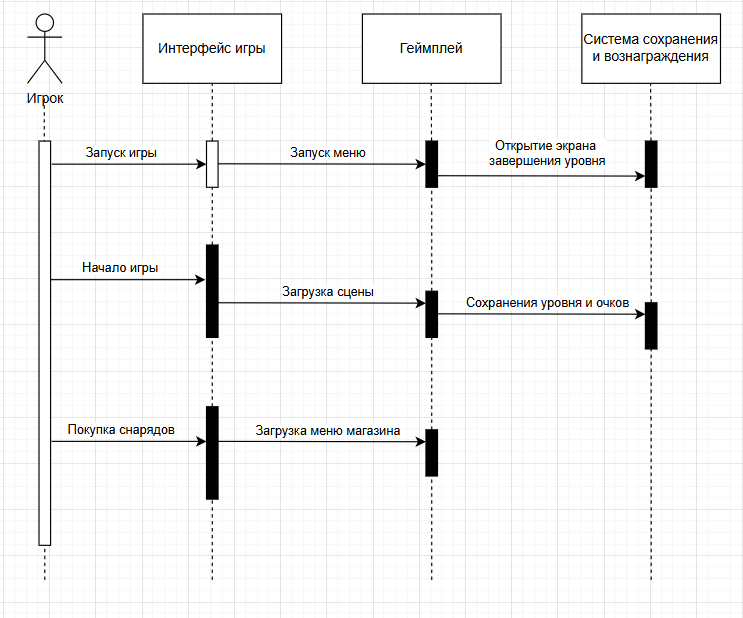 Игрок
Интерфейс игры
Геймплей
Система сохранения
и вознаграждения
Запуск игры
Запуск меню
Открытие экрана
завершения уровня
Начало игры
Загрузка сцены
Сохранения уровня и очков
Покупка снарядов
Загрузка меню магазина